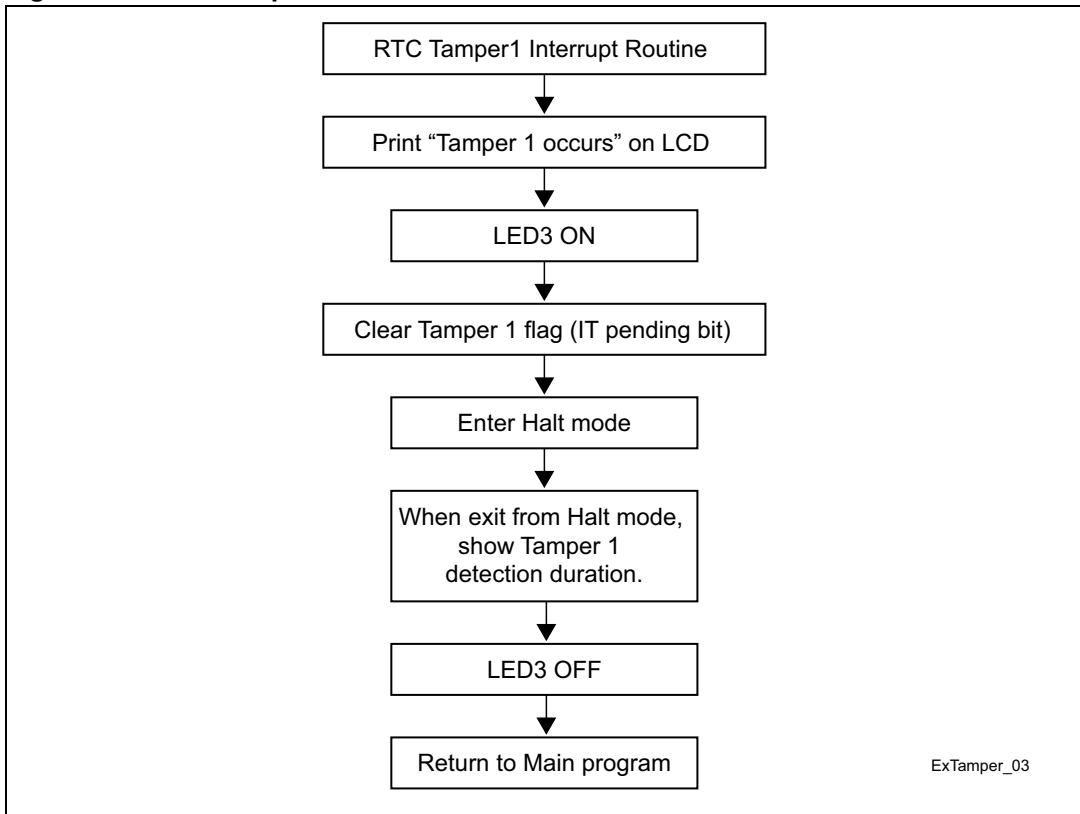 RTC Tamper1 Interrupt Routine
Print “Tamper 1 occurs” on LCD
LED3 ON
Clear Tamper 1 flag (IT pending bit)
Enter Halt mode
When exit from Halt mode,
show Tamper 1
detection duration.
LED3 OFF
Return to Main program
ExTamper_03